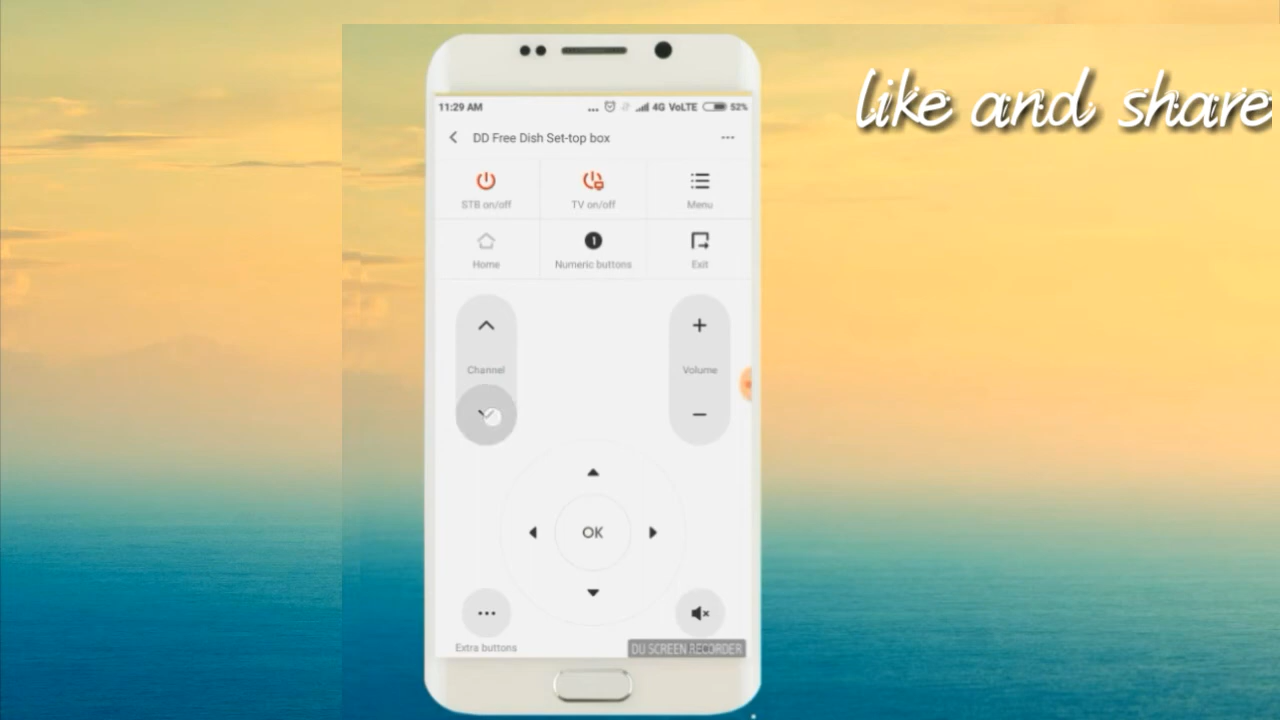 like and share
11:29 AM ... 4G VoLTE 52%
DD Free Dish Set-top box ...
STB on/off
TV on/off
Menu
Home
1
Numeric buttons
Exit
Channel
Volume
OK
Extra buttons
DU SCREEN RECORDER